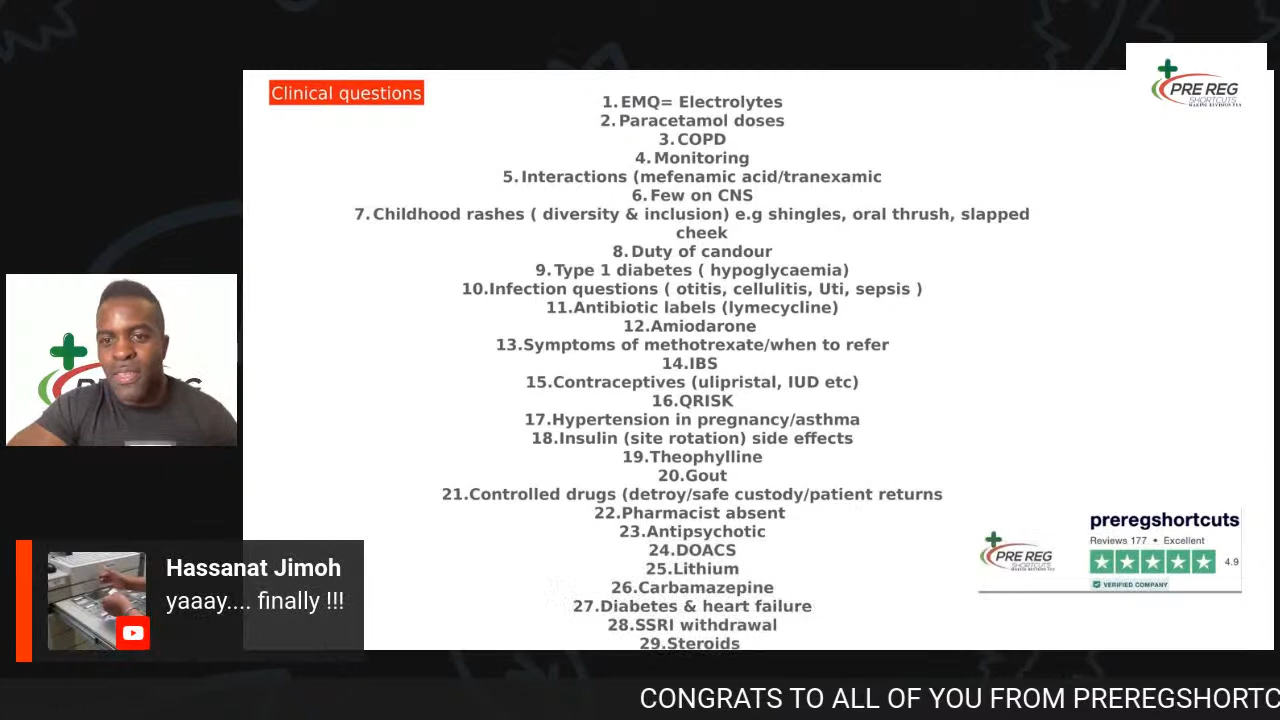 Clinical questions
PRE REG
SHORTCUTS
MAKING REVISION FUN
1. EMQ= Electrolytes
2. Paracetamol doses
3. COPD
4. Monitoring
5. Interactions (mefenamic acid/tranexamic
6. Few on CNS
7. Childhood rashes ( diversity & inclusion) e.g shingles, oral thrush, slapped
cheek
8. Duty of candour
9. Type 1 diabetes ( hypoglycaemia)
10.Infection questions ( otitis, cellulitis, Uti, sepsis )
11.Antibiotic labels (lymecycline)
12.Amiodarone
13.Symptoms of methotrexate/when to refer
14.IBS
15.Contraceptives (ulipristal, IUD etc)
16.QRISK
17.Hypertension in pregnancy/asthma
18.Insulin (site rotation) side effects
19.Theophylline
20.Gout
21.Controlled drugs (detroy/safe custody/patient returns
22.Pharmacist absent
23.Antipsychotic
24.DOACS
25.Lithium
26.Carbamazepine
27.Diabetes & heart failure
28.SSRI withdrawal
29.Steroids
preregshortcuts
Reviews 177 • Excellent
4.9
VERIFIED COMPANY
PRE REG
Hassanat Jimoh
yaaay.... finally !!!
CONGRATS TO ALL OF YOU FROM PREREGSHORTC